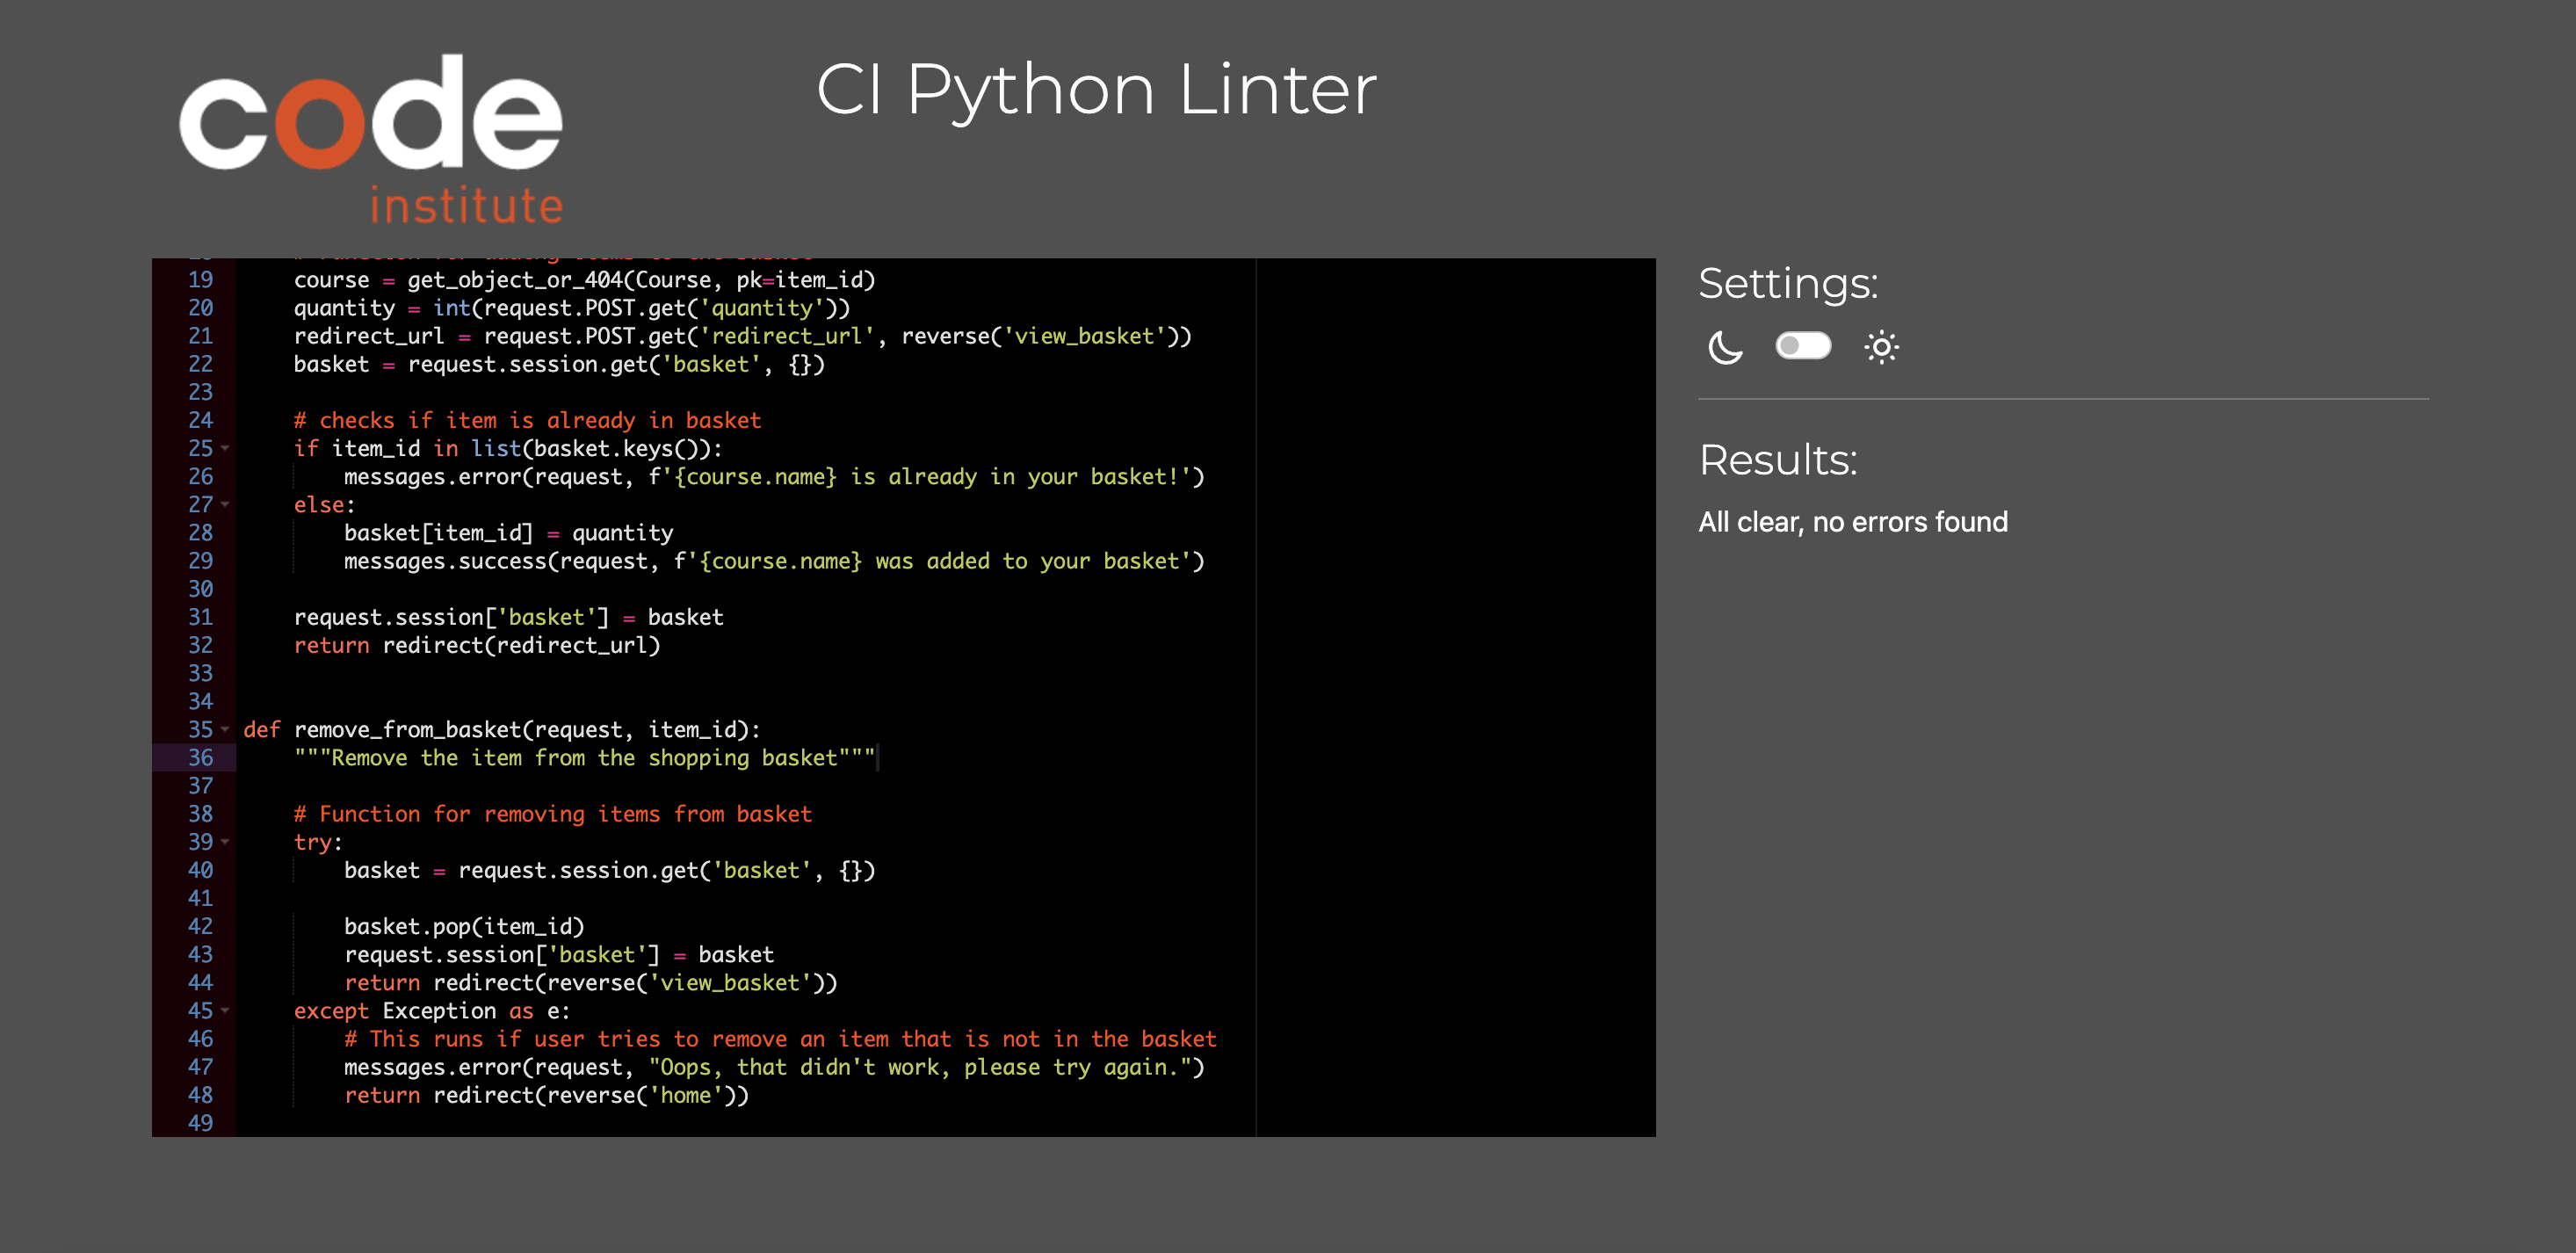 code
institute
CI Python Linter
19 course = get_object_or_404(Course, pk=item_id)
20 quantity = int(request.POST.get('quantity'))
21 redirect_url = request.POST.get('redirect_url', reverse('view_basket'))
22 basket = request.session.get('basket', {})
23
24 # checks if item is already in basket
25 if item_id in list(basket.keys()):
26 messages.error(request, f'{course.name} is already in your basket!')
27 else:
28 basket[item_id] = quantity
29 messages.success(request, f'{course.name} was added to your basket')
30
31 request.session['basket'] = basket
32 return redirect(redirect_url)
33
34
35 def remove_from_basket(request, item_id):
36 """Remove the item from the shopping basket"""
37
38 # Function for removing items from basket
39 try:
40 basket = request.session.get('basket', {})
41
42 basket.pop(item_id)
43 request.session['basket'] = basket
44 return redirect(reverse('view_basket'))
45 except Exception as e:
46 # This runs if user tries to remove an item that is not in the basket
47 messages.error(request, "Oops, that didn't work, please try again.")
48 return redirect(reverse('home'))
49
Settings:
Results:
All clear, no errors found